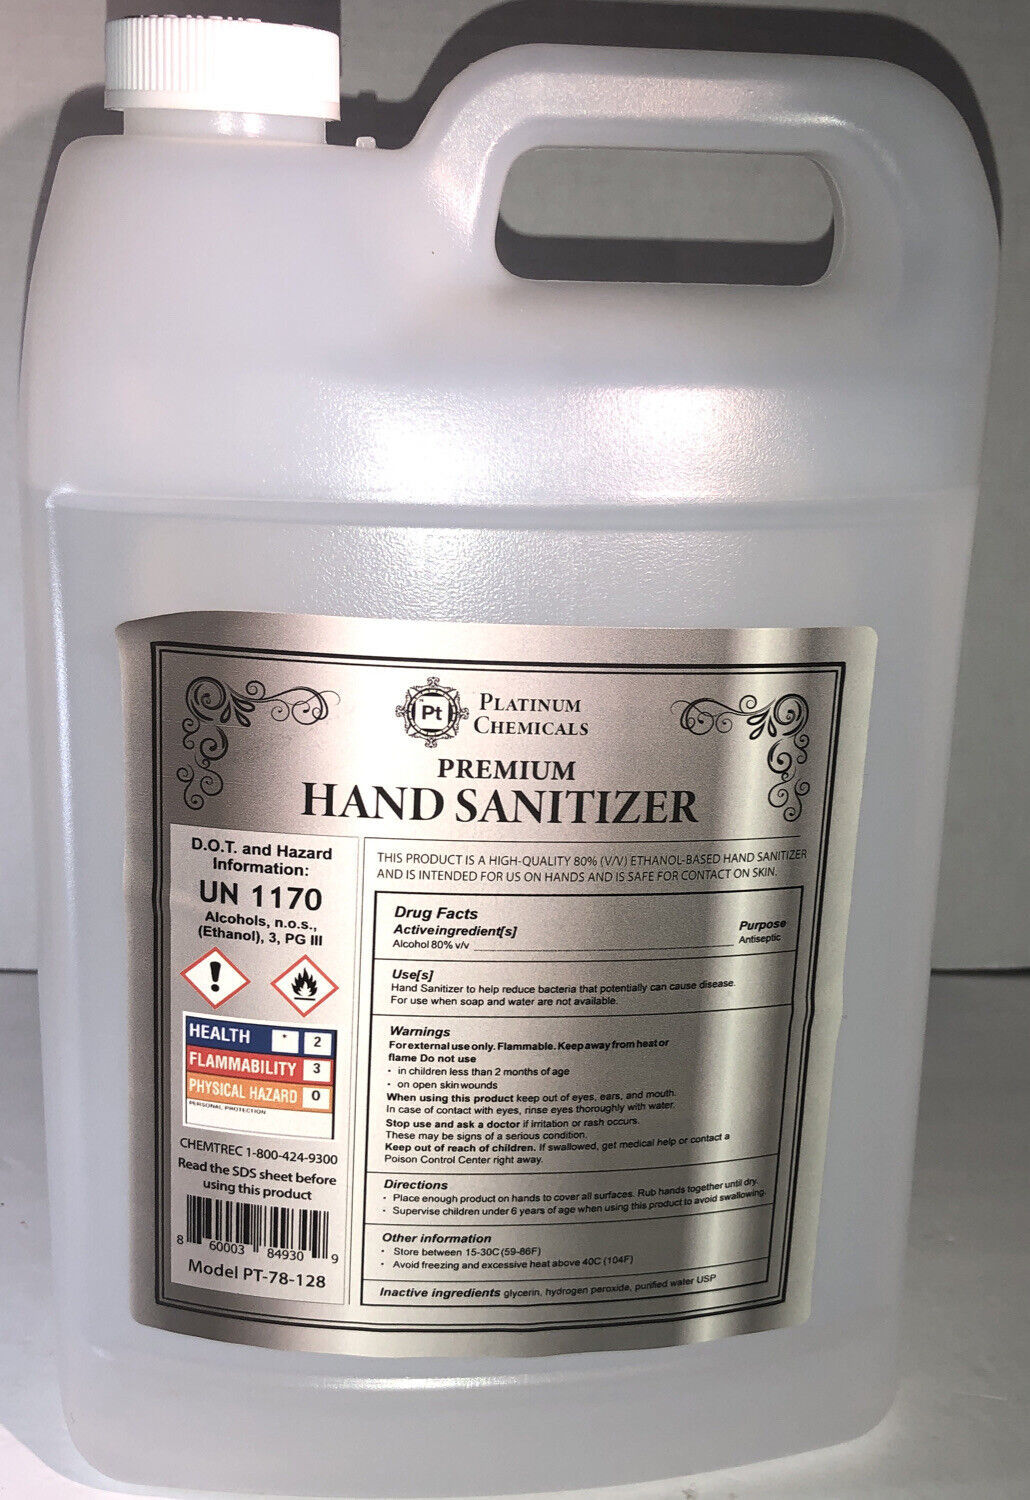 Pt
PLATINUM
CHEMICALS
PREMIUM
HAND SANITIZER
D.O.T. and Hazard
Information:
UN 1170
Alcohols, n.o.s.,
(Ethanol), 3, PG III
HEALTH * 2
FLAMMABILITY 3
PHYSICAL HAZARD 0
PERSONAL PROTECTION
CHEMTREC 1-800-424-9300
Read the SDS sheet before
using this product
8 60003 84930 9
Model PT-78-128
THIS PRODUCT IS A HIGH-QUALITY 80% (V/V) ETHANOL-BASED HAND SANITIZER
AND IS INTENDED FOR US ON HANDS AND IS SAFE FOR CONTACT ON SKIN.
Drug Facts
Activeingredient[s] Purpose
Alcohol 80% v/v Antiseptic
Use[s]
Hand Sanitizer to help reduce bacteria that potentially can cause disease.
For use when soap and water are not available.
Warnings
For external use only. Flammable. Keep away from heat or
flame Do not use
· in children less than 2 months of age
· on open skin wounds
When using this product keep out of eyes, ears, and mouth.
In case of contact with eyes, rinse eyes thoroughly with water.
Stop use and ask a doctor if irritation or rash occurs.
These may be signs of a serious condition.
Keep out of reach of children. If swallowed, get medical help or contact a
Poison Control Center right away.
Directions
· Place enough product on hands to cover all surfaces. Rub hands together until dry.
· Supervise children under 6 years of age when using this product to avoid swallowing.
Other information
· Store between 15-30C (59-86F)
· Avoid freezing and excessive heat above 40C (104F)
Inactive ingredients glycerin, hydrogen peroxide, purified water USP